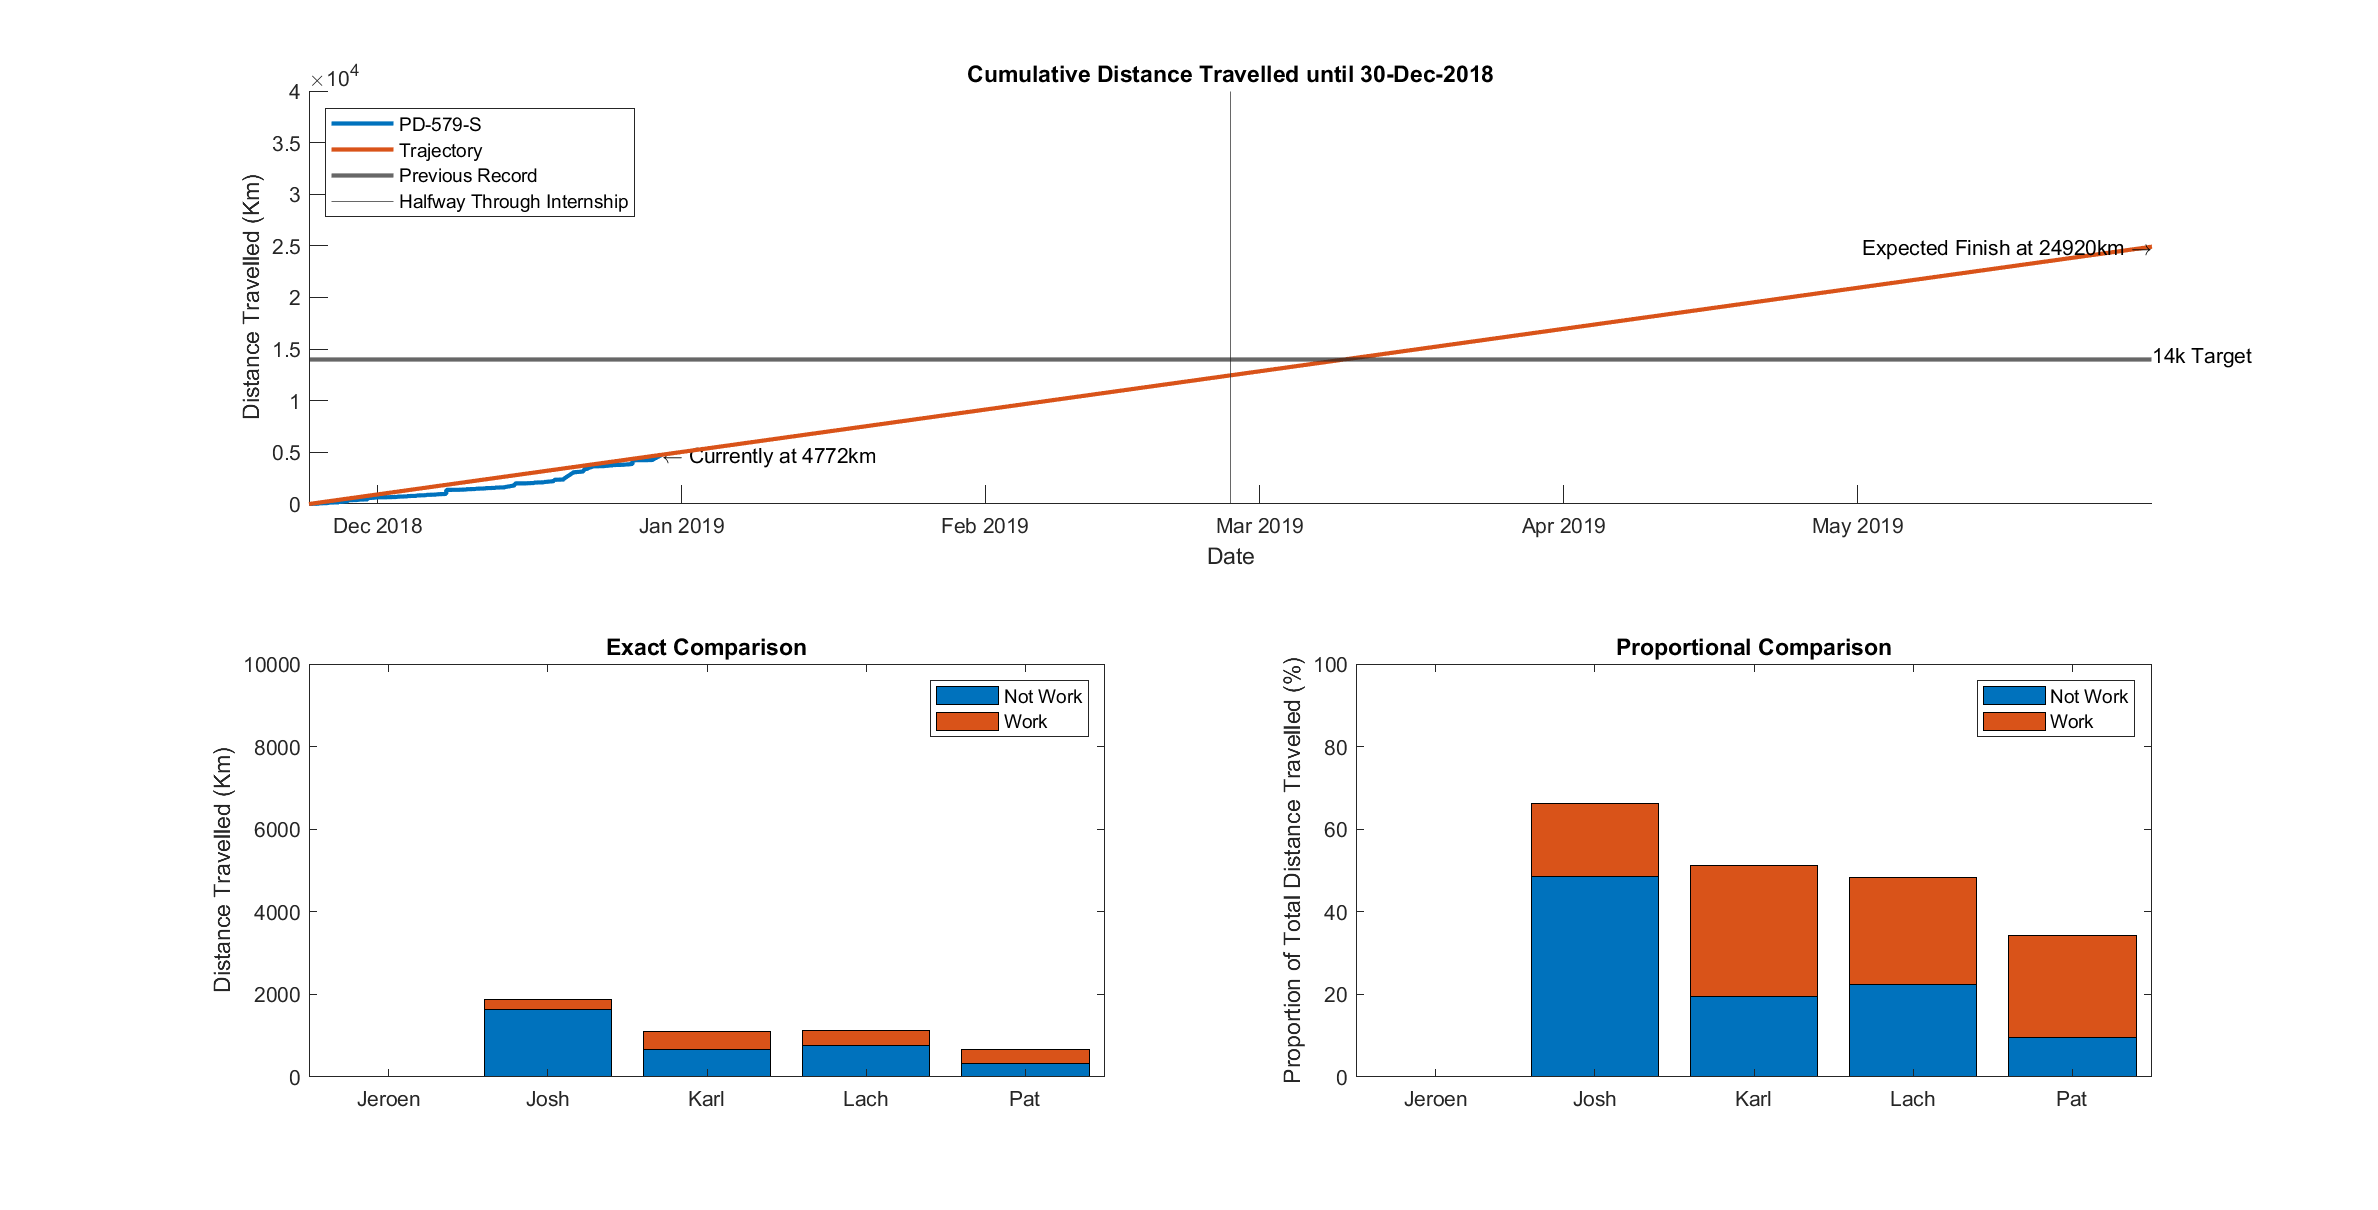 Cumulative Distance Travelled until 30-Dec-2018
×10^4
4
3.5
3
2.5
2
1.5
1
0.5
0
Distance Travelled (Km)
PD-579-S
Trajectory
Previous Record
Halfway Through Internship
Expected Finish at 24920km →
14k Target
← Currently at 4772km
Dec 2018 Jan 2019 Feb 2019 Mar 2019 Apr 2019 May 2019
Date
Exact Comparison
10000
8000
6000
4000
2000
0
Distance Travelled (Km)
Not Work
Work
Jeroen Josh Karl Lach Pat
Proportional Comparison
100
80
60
40
20
0
Proportion of Total Distance Travelled (%)
Not Work
Work
Jeroen Josh Karl Lach Pat